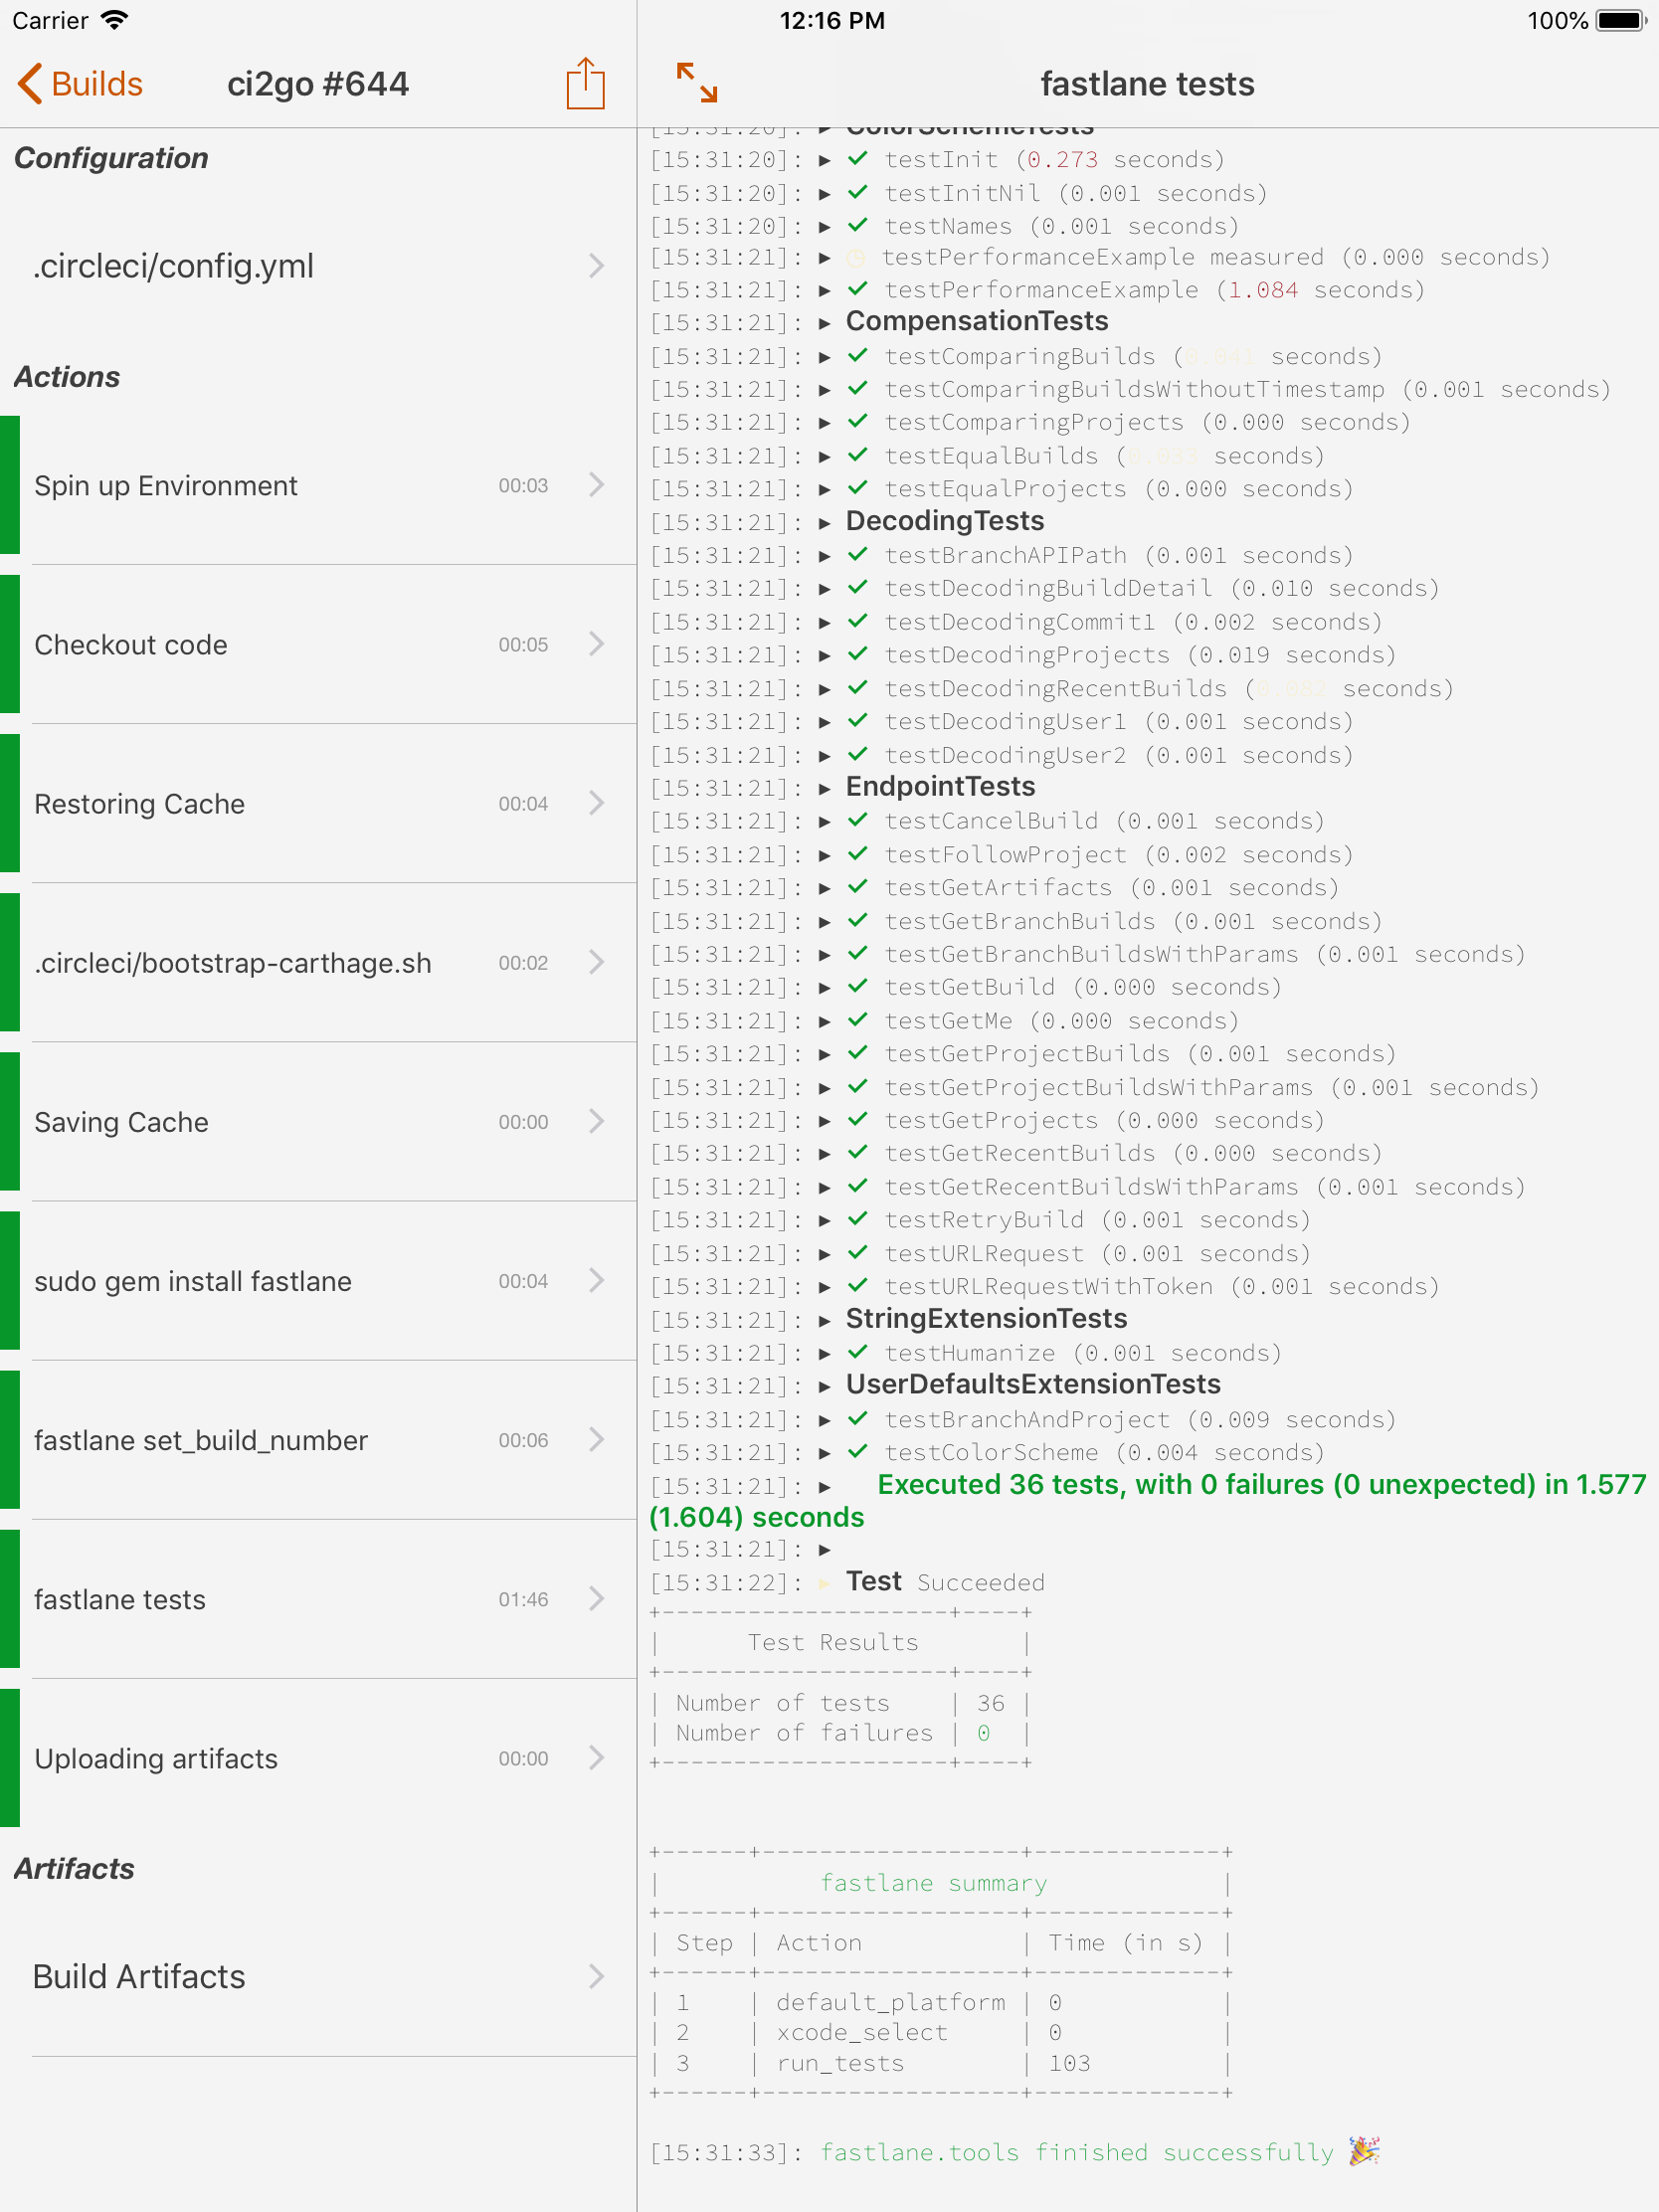 Carrier 12:16 PM 100%
Builds ci2go #644
fastlane tests
Configuration
.circleci/config.yml
Actions
Spin up Environment 00:03
Checkout code 00:05
Restoring Cache 00:04
.circleci/bootstrap-carthage.sh 00:02
Saving Cache 00:00
sudo gem install fastlane 00:04
fastlane set_build_number 00:06
fastlane tests 01:46
Uploading artifacts 00:00
Artifacts
Build Artifacts
[15:31:20]: ▸ ColorSchemeTests
[15:31:20]: ▸ ✓ testInit (0.273 seconds)
[15:31:20]: ▸ ✓ testInitNil (0.001 seconds)
[15:31:20]: ▸ ✓ testNames (0.001 seconds)
[15:31:21]: ▸ ◷ testPerformanceExample measured (0.000 seconds)
[15:31:21]: ▸ ✓ testPerformanceExample (1.084 seconds)
[15:31:21]: ▸ CompensationTests
[15:31:21]: ▸ ✓ testComparingBuilds (0.041 seconds)
[15:31:21]: ▸ ✓ testComparingBuildsWithoutTimestamp (0.001 seconds)
[15:31:21]: ▸ ✓ testComparingProjects (0.000 seconds)
[15:31:21]: ▸ ✓ testEqualBuilds (0.033 seconds)
[15:31:21]: ▸ ✓ testEqualProjects (0.000 seconds)
[15:31:21]: ▸ DecodingTests
[15:31:21]: ▸ ✓ testBranchAPIPath (0.001 seconds)
[15:31:21]: ▸ ✓ testDecodingBuildDetail (0.010 seconds)
[15:31:21]: ▸ ✓ testDecodingCommit1 (0.002 seconds)
[15:31:21]: ▸ ✓ testDecodingProjects (0.019 seconds)
[15:31:21]: ▸ ✓ testDecodingRecentBuilds (0.082 seconds)
[15:31:21]: ▸ ✓ testDecodingUser1 (0.001 seconds)
[15:31:21]: ▸ ✓ testDecodingUser2 (0.001 seconds)
[15:31:21]: ▸ EndpointTests
[15:31:21]: ▸ ✓ testCancelBuild (0.001 seconds)
[15:31:21]: ▸ ✓ testFollowProject (0.002 seconds)
[15:31:21]: ▸ ✓ testGetArtifacts (0.001 seconds)
[15:31:21]: ▸ ✓ testGetBranchBuilds (0.001 seconds)
[15:31:21]: ▸ ✓ testGetBranchBuildsWithParams (0.001 seconds)
[15:31:21]: ▸ ✓ testGetBuild (0.000 seconds)
[15:31:21]: ▸ ✓ testGetMe (0.000 seconds)
[15:31:21]: ▸ ✓ testGetProjectBuilds (0.001 seconds)
[15:31:21]: ▸ ✓ testGetProjectBuildsWithParams (0.001 seconds)
[15:31:21]: ▸ ✓ testGetProjects (0.000 seconds)
[15:31:21]: ▸ ✓ testGetRecentBuilds (0.000 seconds)
[15:31:21]: ▸ ✓ testGetRecentBuildsWithParams (0.001 seconds)
[15:31:21]: ▸ ✓ testRetryBuild (0.001 seconds)
[15:31:21]: ▸ ✓ testURLRequest (0.001 seconds)
[15:31:21]: ▸ ✓ testURLRequestWithToken (0.001 seconds)
[15:31:21]: ▸ StringExtensionTests
[15:31:21]: ▸ ✓ testHumanize (0.001 seconds)
[15:31:21]: ▸ UserDefaultsExtensionTests
[15:31:21]: ▸ ✓ testBranchAndProject (0.009 seconds)
[15:31:21]: ▸ ✓ testColorScheme (0.004 seconds)
[15:31:21]: ▸ Executed 36 tests, with 0 failures (0 unexpected) in 1.577
(1.604) seconds
[15:31:21]: ▸
[15:31:22]: ▸ Test Succeeded
+--------------------+----+
|      Test Results       |
+--------------------+----+
| Number of tests    | 36 |
| Number of failures | 0  |
+--------------------+----+
+------+------------------+-------------+
|           fastlane summary            |
+------+------------------+-------------+
| Step | Action           | Time (in s) |
+------+------------------+-------------+
| 1    | default_platform | 0           |
| 2    | xcode_select     | 0           |
| 3    | run_tests        | 103         |
+------+------------------+-------------+
[15:31:33]: fastlane.tools finished successfully 🎉